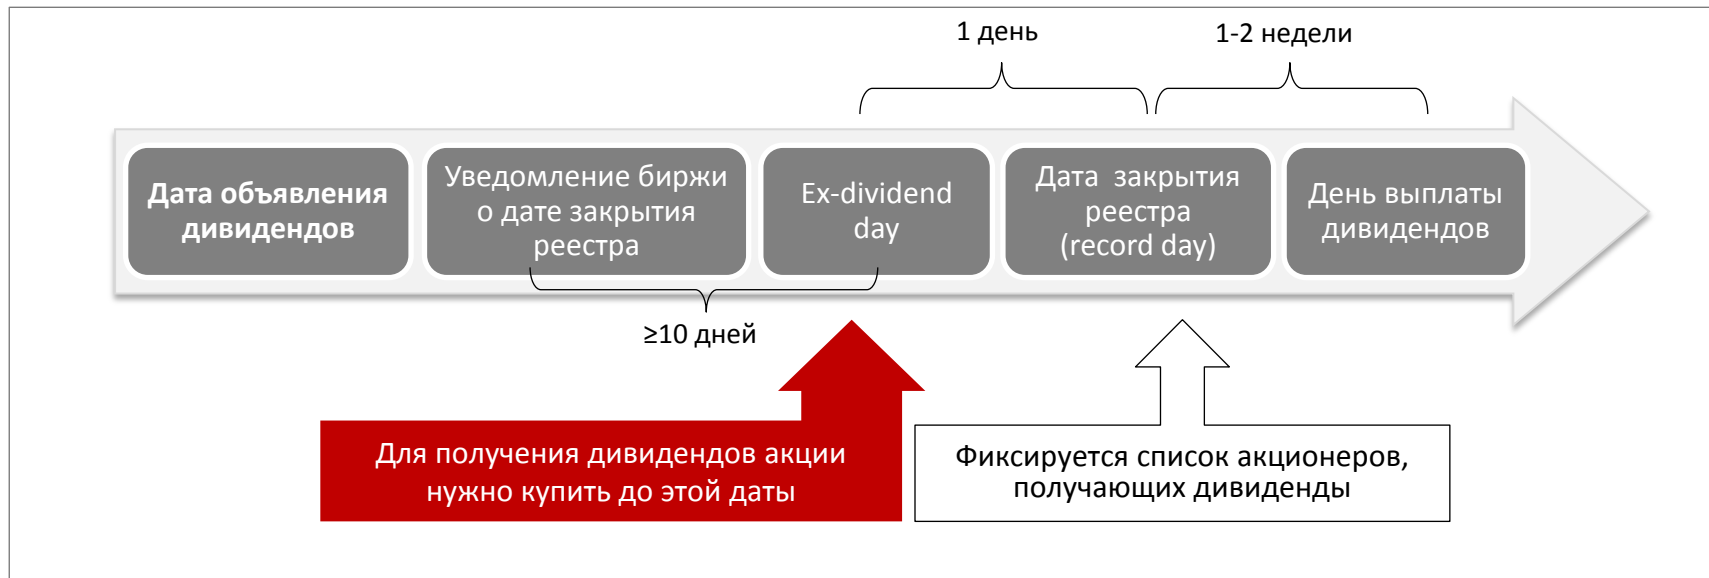 1 день
1-2 недели
Дата объявления
дивидендов
Уведомление биржи
о дате закрытия
реестра
Ex-dividend
day
Дата закрытия
реестра
(record day)
День выплаты
дивидендов
≥10 дней
Для получения дивидендов акции
нужно купить до этой даты
Фиксируется список акционеров,
получающих дивиденды